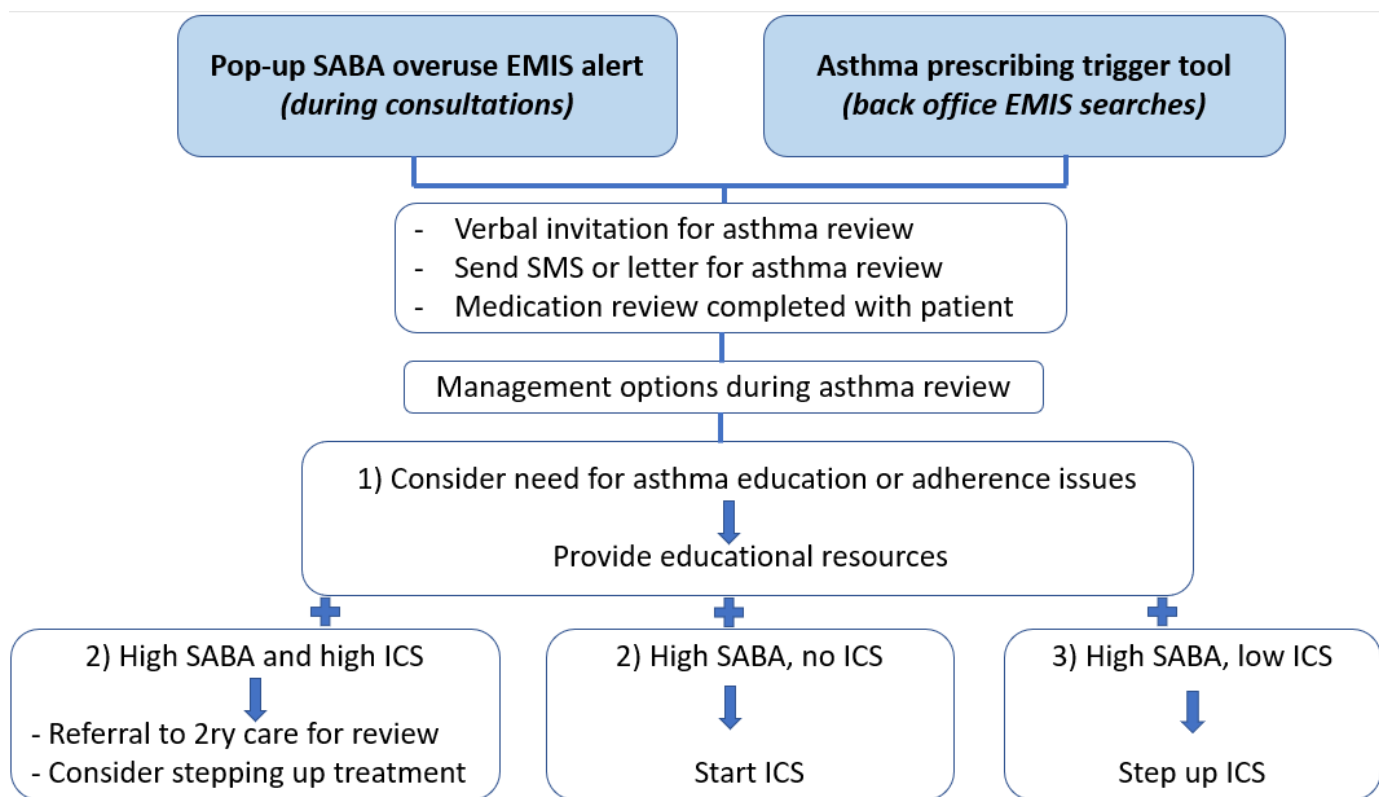 Pop-up SABA overuse EMIS alert
(during consultations)
Asthma prescribing trigger tool
(back office EMIS searches)
- Verbal invitation for asthma review
- Send SMS or letter for asthma review
- Medication review completed with patient
Management options during asthma review
1) Consider need for asthma education or adherence issues
Provide educational resources
2) High SABA and high ICS
- Referral to 2ry care for review
- Consider stepping up treatment
2) High SABA, no ICS
Start ICS
3) High SABA, low ICS
Step up ICS